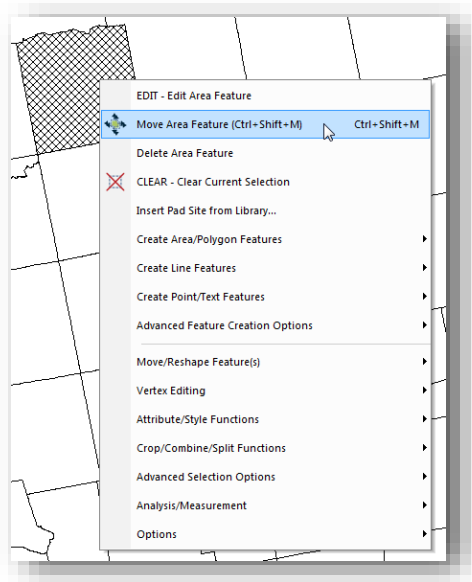 EDIT - Edit Area Feature
Move Area Feature (Ctrl+Shift+M) Ctrl+Shift+M
Delete Area Feature
CLEAR - Clear Current Selection
Insert Pad Site from Library...
Create Area/Polygon Features
Create Line Features
Create Point/Text Features
Advanced Feature Creation Options
Move/Reshape Feature(s)
Vertex Editing
Attribute/Style Functions
Crop/Combine/Split Functions
Advanced Selection Options
Analysis/Measurement
Options